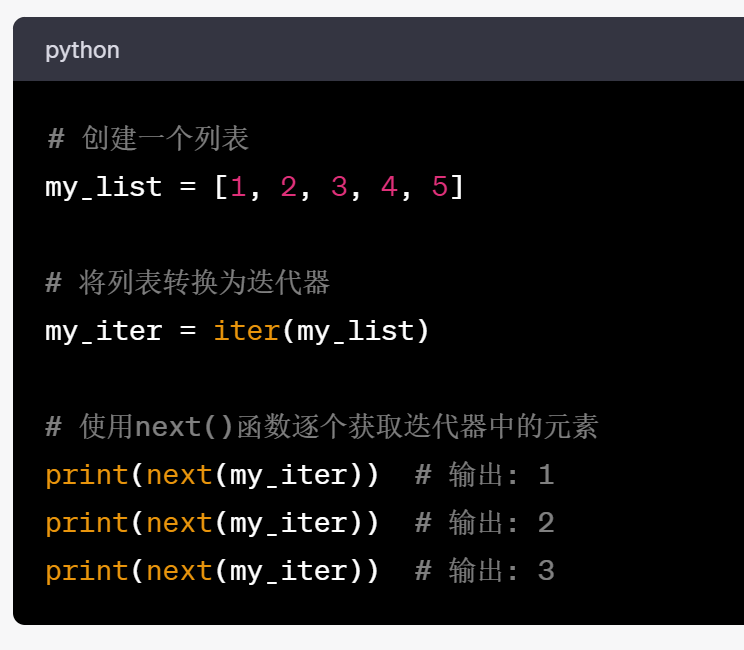 python
# 创建一个列表
my_list = [1, 2, 3, 4, 5]
# 将列表转换为迭代器
my_iter = iter(my_list)
# 使用next()函数逐个获取迭代器中的元素
print(next(my_iter))  # 输出: 1
print(next(my_iter))  # 输出: 2
print(next(my_iter))  # 输出: 3